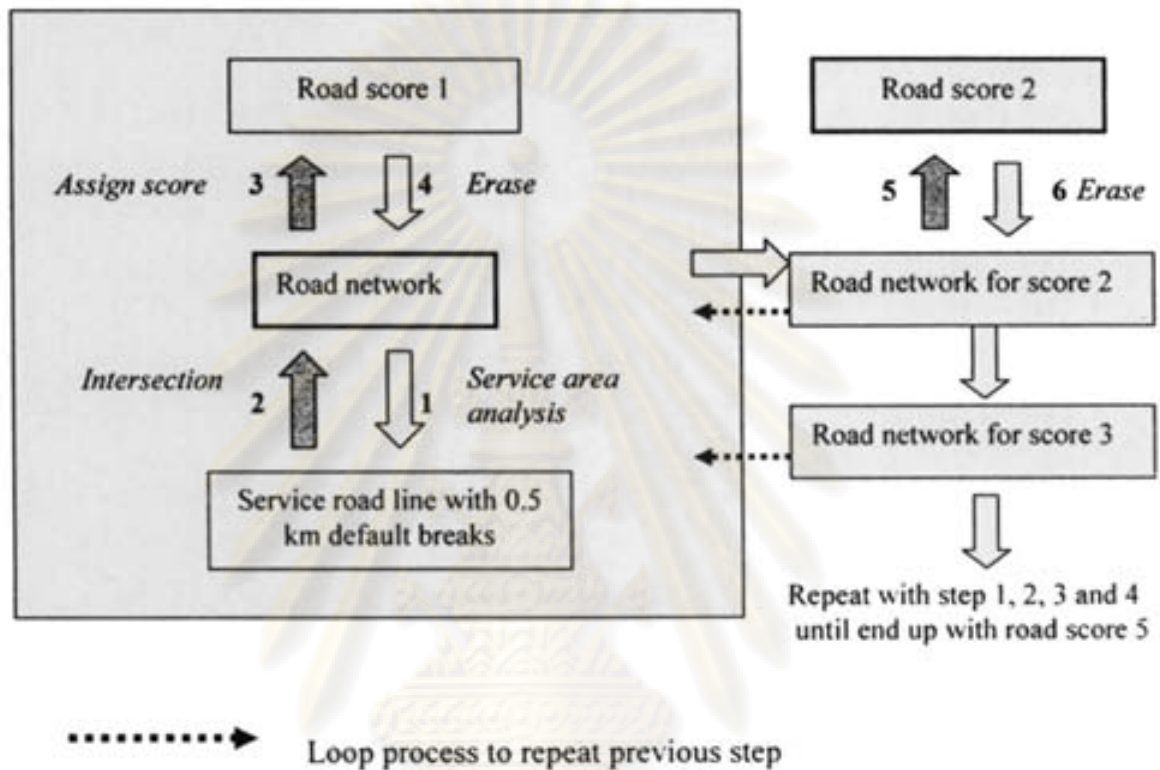 Road score 1
Assign score 3
4 Erase
Road network
Intersection 2
1 Service area
analysis
Service road line with 0.5
km default breaks
Road score 2
5
6 Erase
Road network for score 2
Road network for score 3
Repeat with step 1, 2, 3 and 4
until end up with road score 5
Loop process to repeat previous step